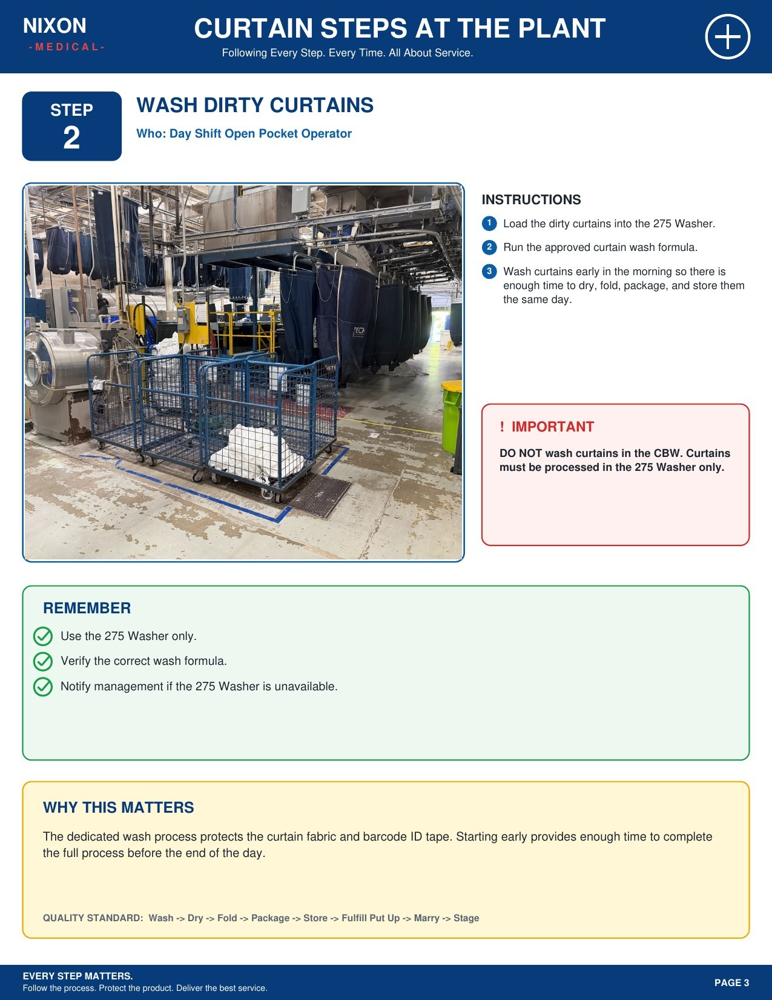 NIXON
-MEDICAL-
CURTAIN STEPS AT THE PLANT
Following Every Step. Every Time. All About Service.
STEP
2
WASH DIRTY CURTAINS
Who: Day Shift Open Pocket Operator
TECH
INSTRUCTIONS
1 Load the dirty curtains into the 275 Washer.
2 Run the approved curtain wash formula.
3 Wash curtains early in the morning so there is
enough time to dry, fold, package, and store them
the same day.
! IMPORTANT
DO NOT wash curtains in the CBW. Curtains
must be processed in the 275 Washer only.
REMEMBER
Use the 275 Washer only.
Verify the correct wash formula.
Notify management if the 275 Washer is unavailable.
WHY THIS MATTERS
The dedicated wash process protects the curtain fabric and barcode ID tape. Starting early provides enough time to complete
the full process before the end of the day.
QUALITY STANDARD: Wash -> Dry -> Fold -> Package -> Store -> Fulfill Put Up -> Marry -> Stage
EVERY STEP MATTERS.
Follow the process. Protect the product. Deliver the best service.
PAGE 3